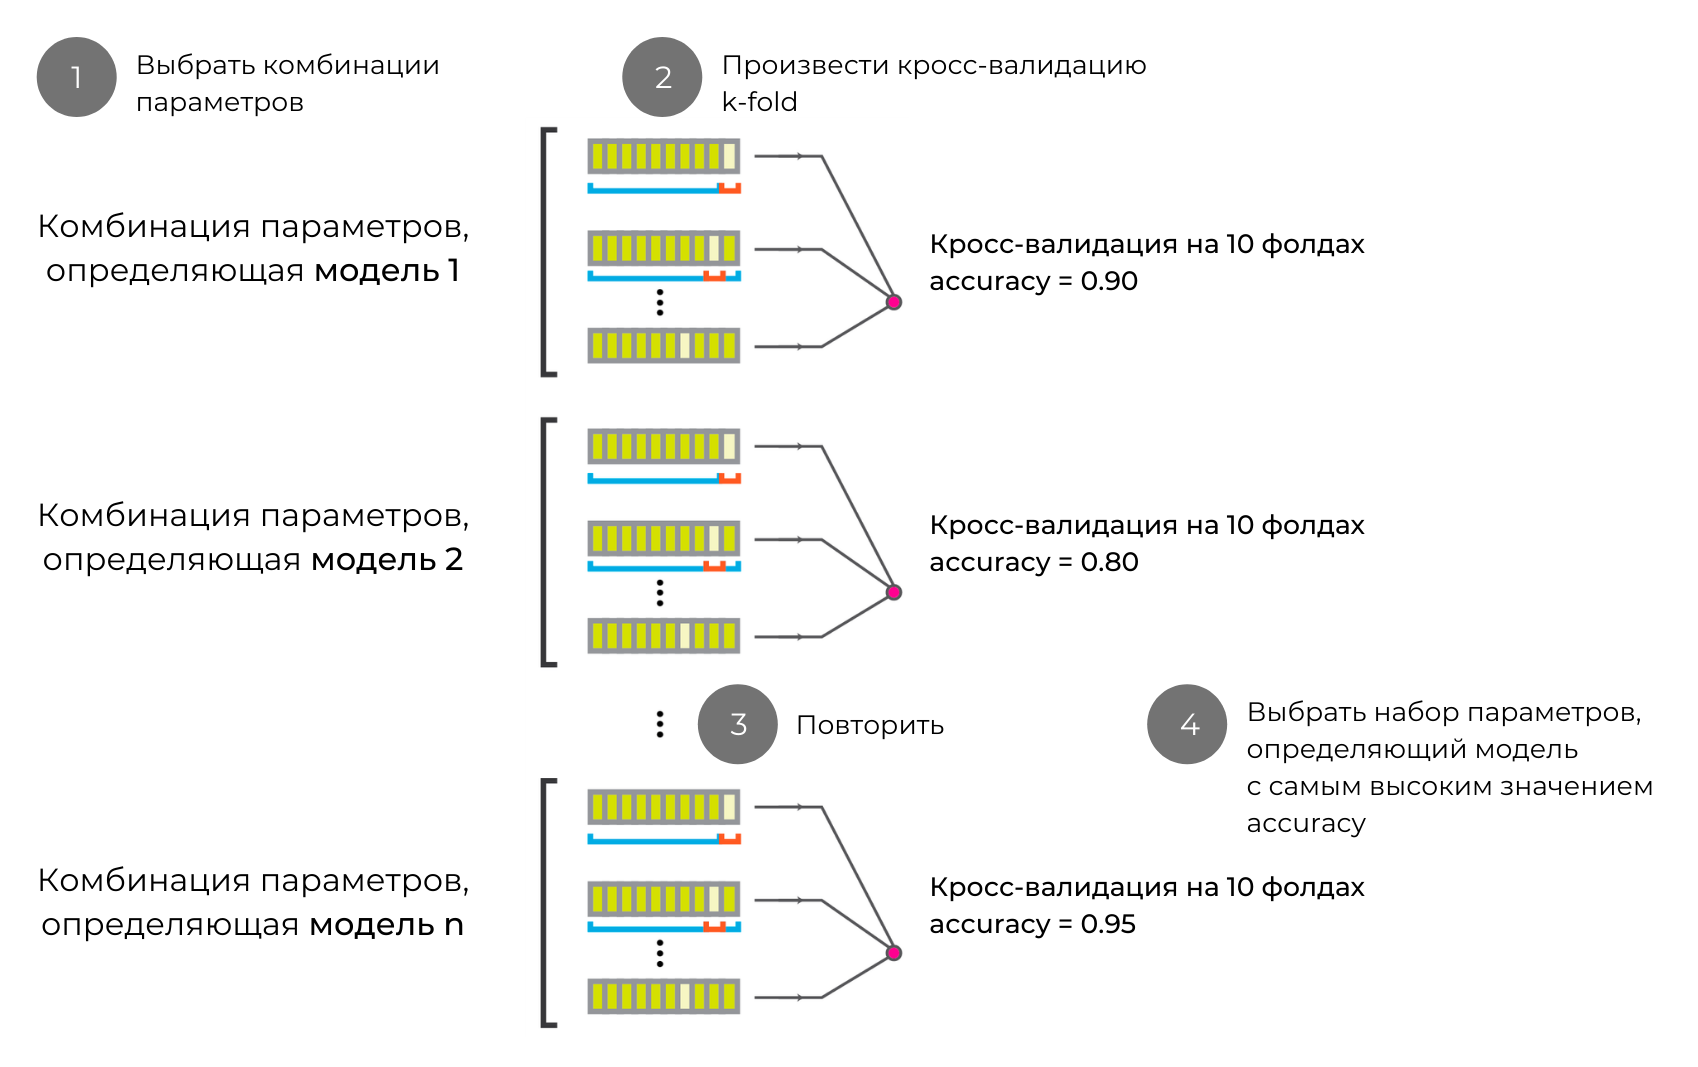 1
Выбрать комбинации
параметров
2
Произвести кросс-валидацию
k-fold
Комбинация параметров,
определяющая модель 1
Кросс-валидация на 10 фолдах
accuracy = 0.90
Комбинация параметров,
определяющая модель 2
Кросс-валидация на 10 фолдах
accuracy = 0.80
3
Повторить
4
Выбрать набор параметров,
определяющий модель
с самым высоким значением
accuracy
Комбинация параметров,
определяющая модель n
Кросс-валидация на 10 фолдах
accuracy = 0.95